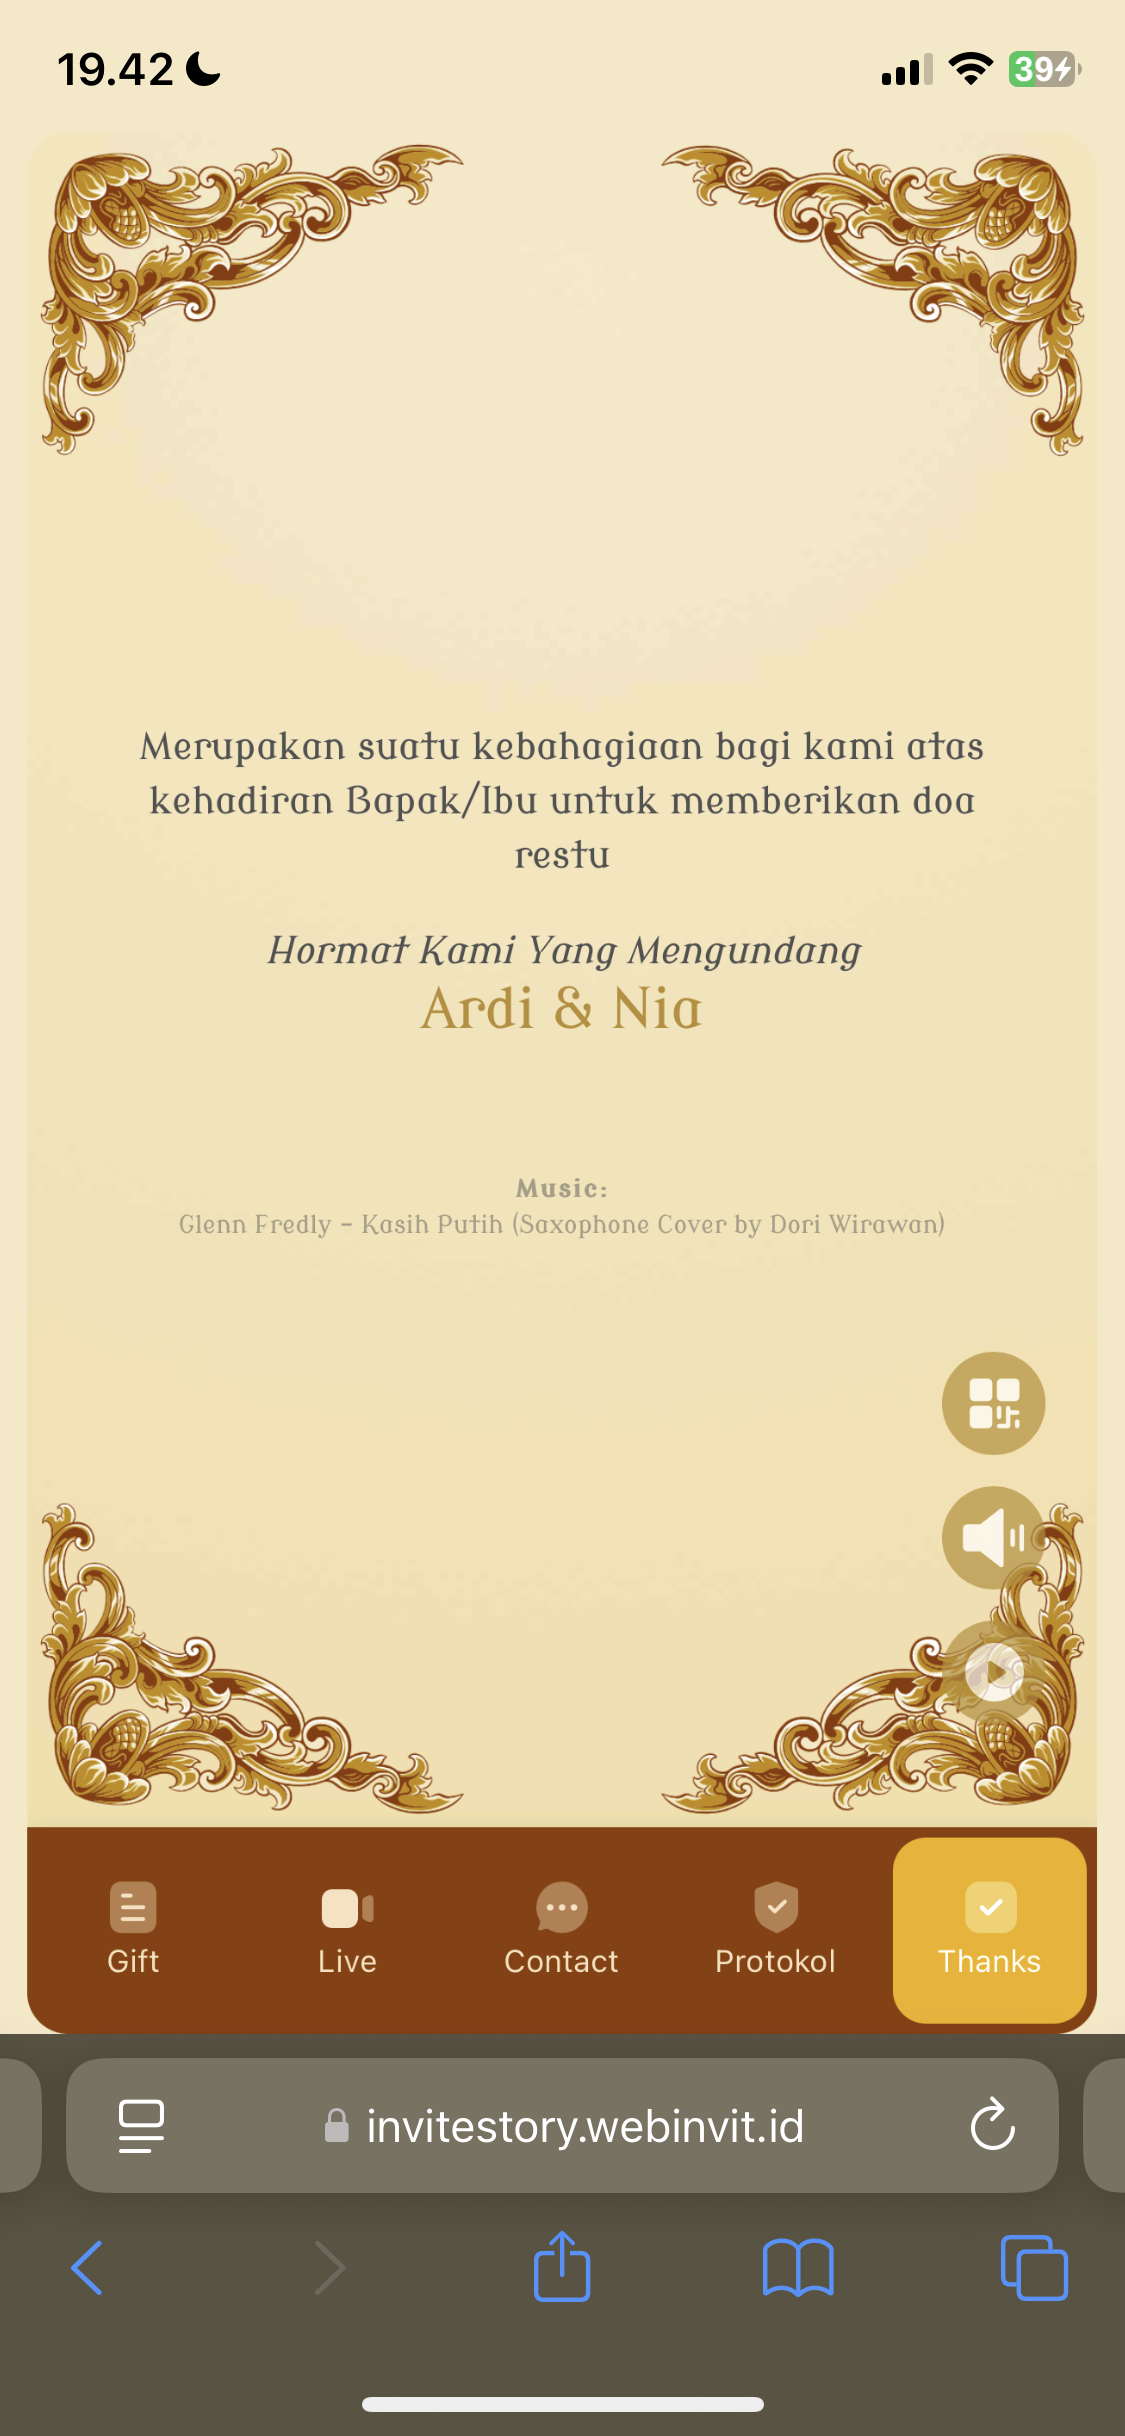 19.42
39
Merupakan suatu kebahagiaan bagi kami atas
kehadiran Bapak/Ibu untuk memberikan doa
restu
Hormat Kami Yang Mengundang
Ardi & Nia
Music:
Glenn Fredly - Kasih Putih (Saxophone Cover by Dori Wirawan)
Gift
Live
Contact
Protokol
Thanks
invitestory.webinvit.id